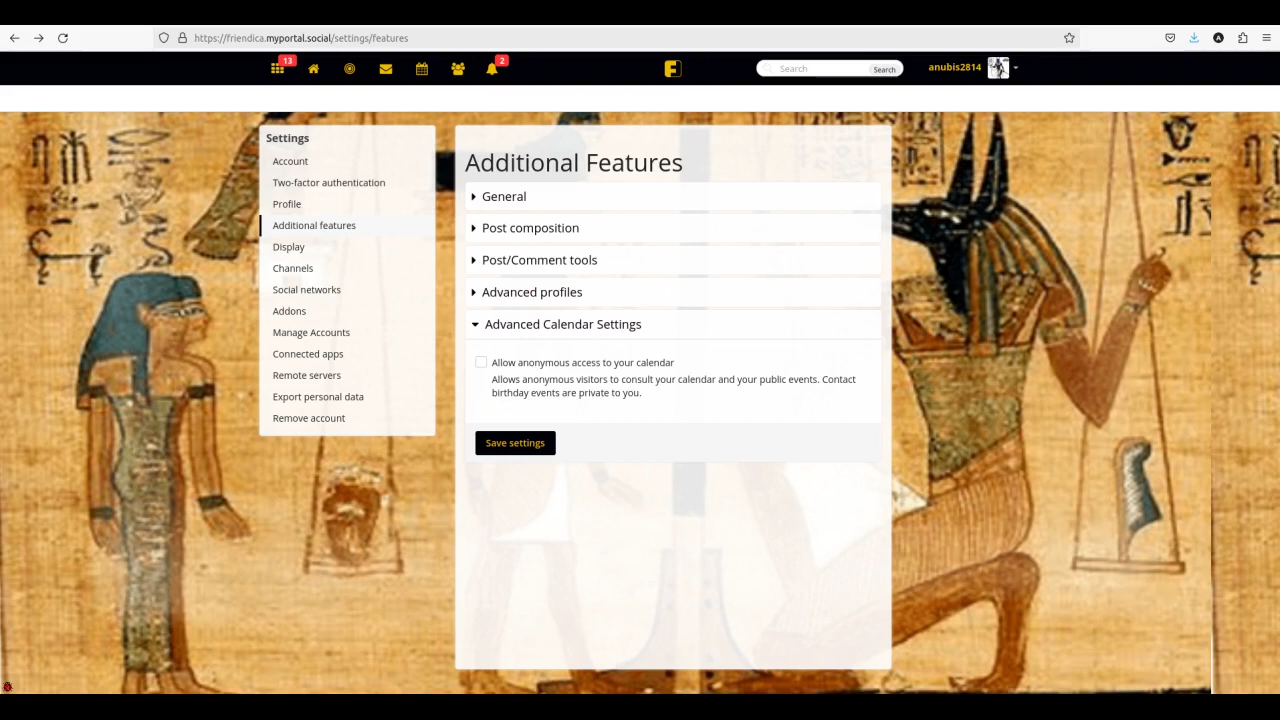 https://friendica.myportal.social/settings/features
13
2
Search
Search
anubis2814
Settings
Account
Two-factor authentication
Profile
Additional features
Display
Channels
Social networks
Addons
Manage Accounts
Connected apps
Remote servers
Export personal data
Remove account
Additional Features
General
Post composition
Post/Comment tools
Advanced profiles
Advanced Calendar Settings
Allow anonymous access to your calendar
Allows anonymous visitors to consult your calendar and your public events. Contact
birthday events are private to you.
Save settings